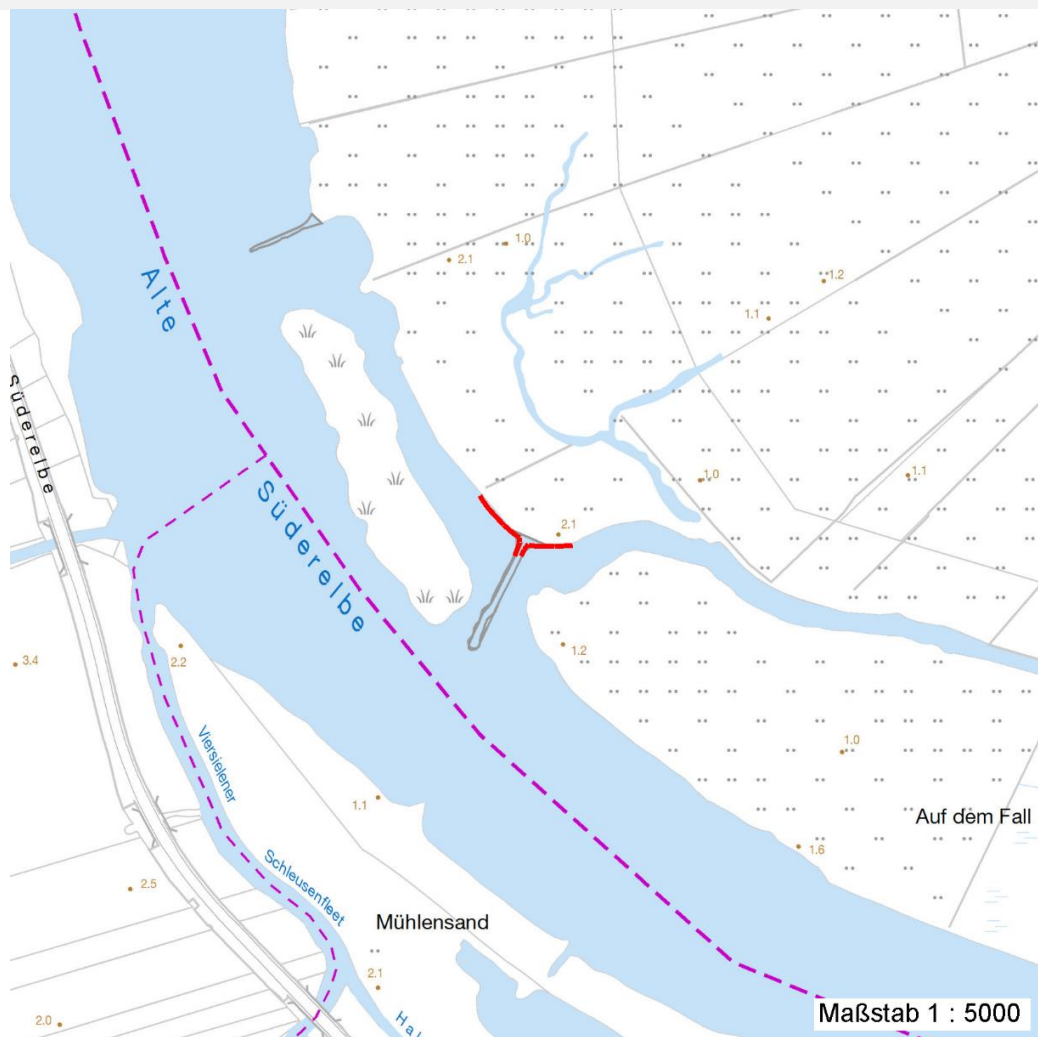 1.0
2.1
1.2
Alte
1.1
Süderelbe
1.0
1.1
Süderelbe
2.1
1.2
2.2
3.4
Viersielener
1.0
1.1
Auf dem Fall
1.6
Schleusenfleet
2.5
Mühlensand
2.1
Maßstab 1 : 5000
2.0